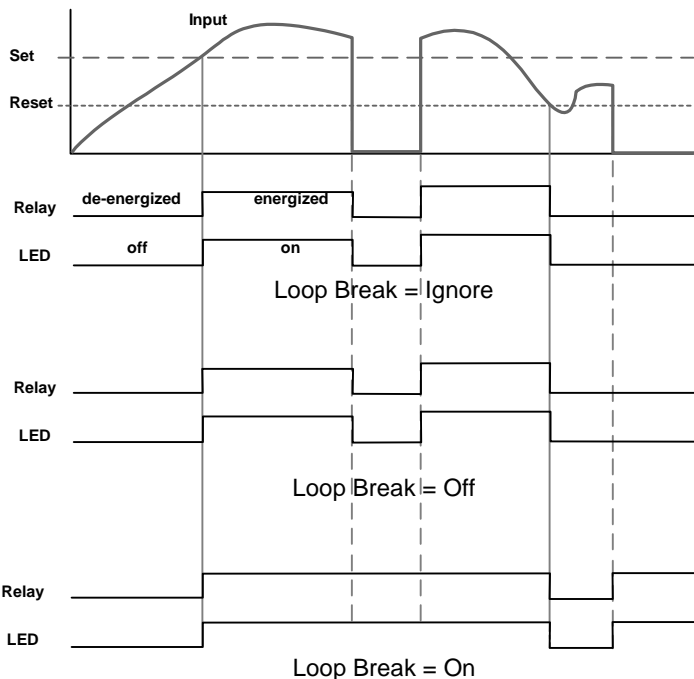 Input
Set
Reset
Relay de-energized energized
LED off on
Loop Break = Ignore
Relay
LED
Loop Break = Off
Relay
LED
Loop Break = On